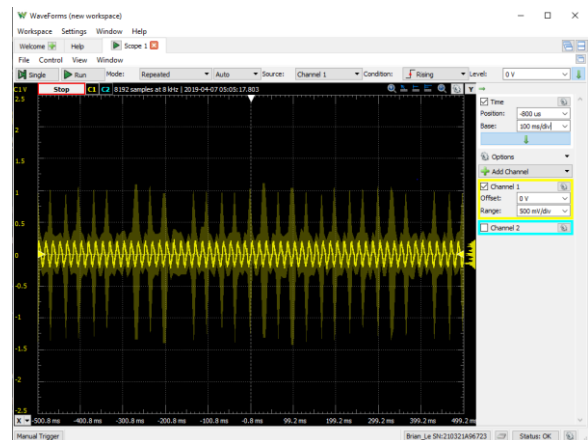 WaveForms (new workspace)
Workspace Settings Window Help
Welcome Help Scope 1
File Control View Window
Single Run Mode: Repeated Auto Source: Channel 1 Condition: Rising Level: 0 V
C1 V Stop C1 C2 8192 samples at 8 kHz | 2019-04-07 05:05:17.803 Y
2.5
2
1.5
1
0.5
0
-0.5
-1
-1.5
-2
-2.5
X -500.8 ms -400.8 ms -300.8 ms -200.8 ms -100.8 ms -0.8 ms 99.2 ms 199.2 ms 299.2 ms 399.2 ms 499.2 m
Time
Position: -800 us
Base: 100 ms/div
Options
Add Channel
Channel 1
Offset: 0 V
Range: 500 mV/div
Channel 2
Manual Trigger Brian_Le SN:210321A96723 Status: OK